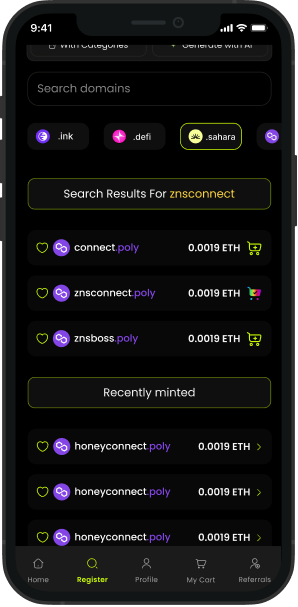 9:41
With Categories
Generate with AI
Search domains
.ink
.defi
.sahara
Search Results For znsconnect
connect.poly 0.0019 ETH
znsconnect.poly 0.0019 ETH
znsboss.poly 0.0019 ETH
Recently minted
honeyconnect.poly 0.0019 ETH
honeyconnect.poly 0.0019 ETH
honeyconnect.poly 0.0019 ETH
Home Register Profile My Cart Referrals